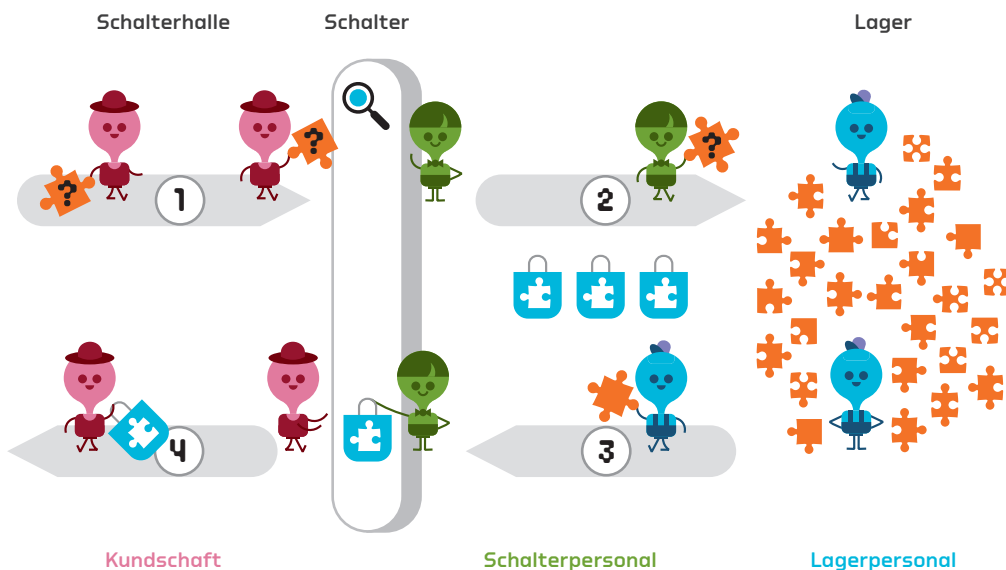 Schalterhalle
Schalter
Lager
?
?
?
1
2
4
3
Kundschaft
Schalterpersonal
Lagerpersonal